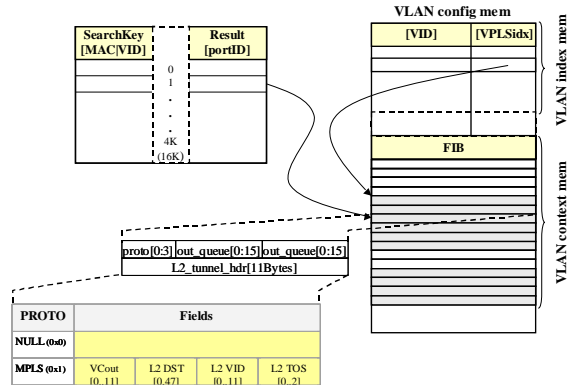 VLAN config mem
SearchKey
[MAC|VID]
Result
[portID]
[VID]
[VPLSidx]
VLAN index mem
0
1
.
.
.
4K
(16K)
FIB
VLAN context mem
proto[0:3] out_queue[0:15] out_queue[0:15]
L2_tunnel_hdr[11Bytes]
PROTO Fields
NULL (0x0)
MPLS (0x1) VCout L2 DST L2 VID L2 TOS
[0..11] [0.47] [0..11] [0..2]